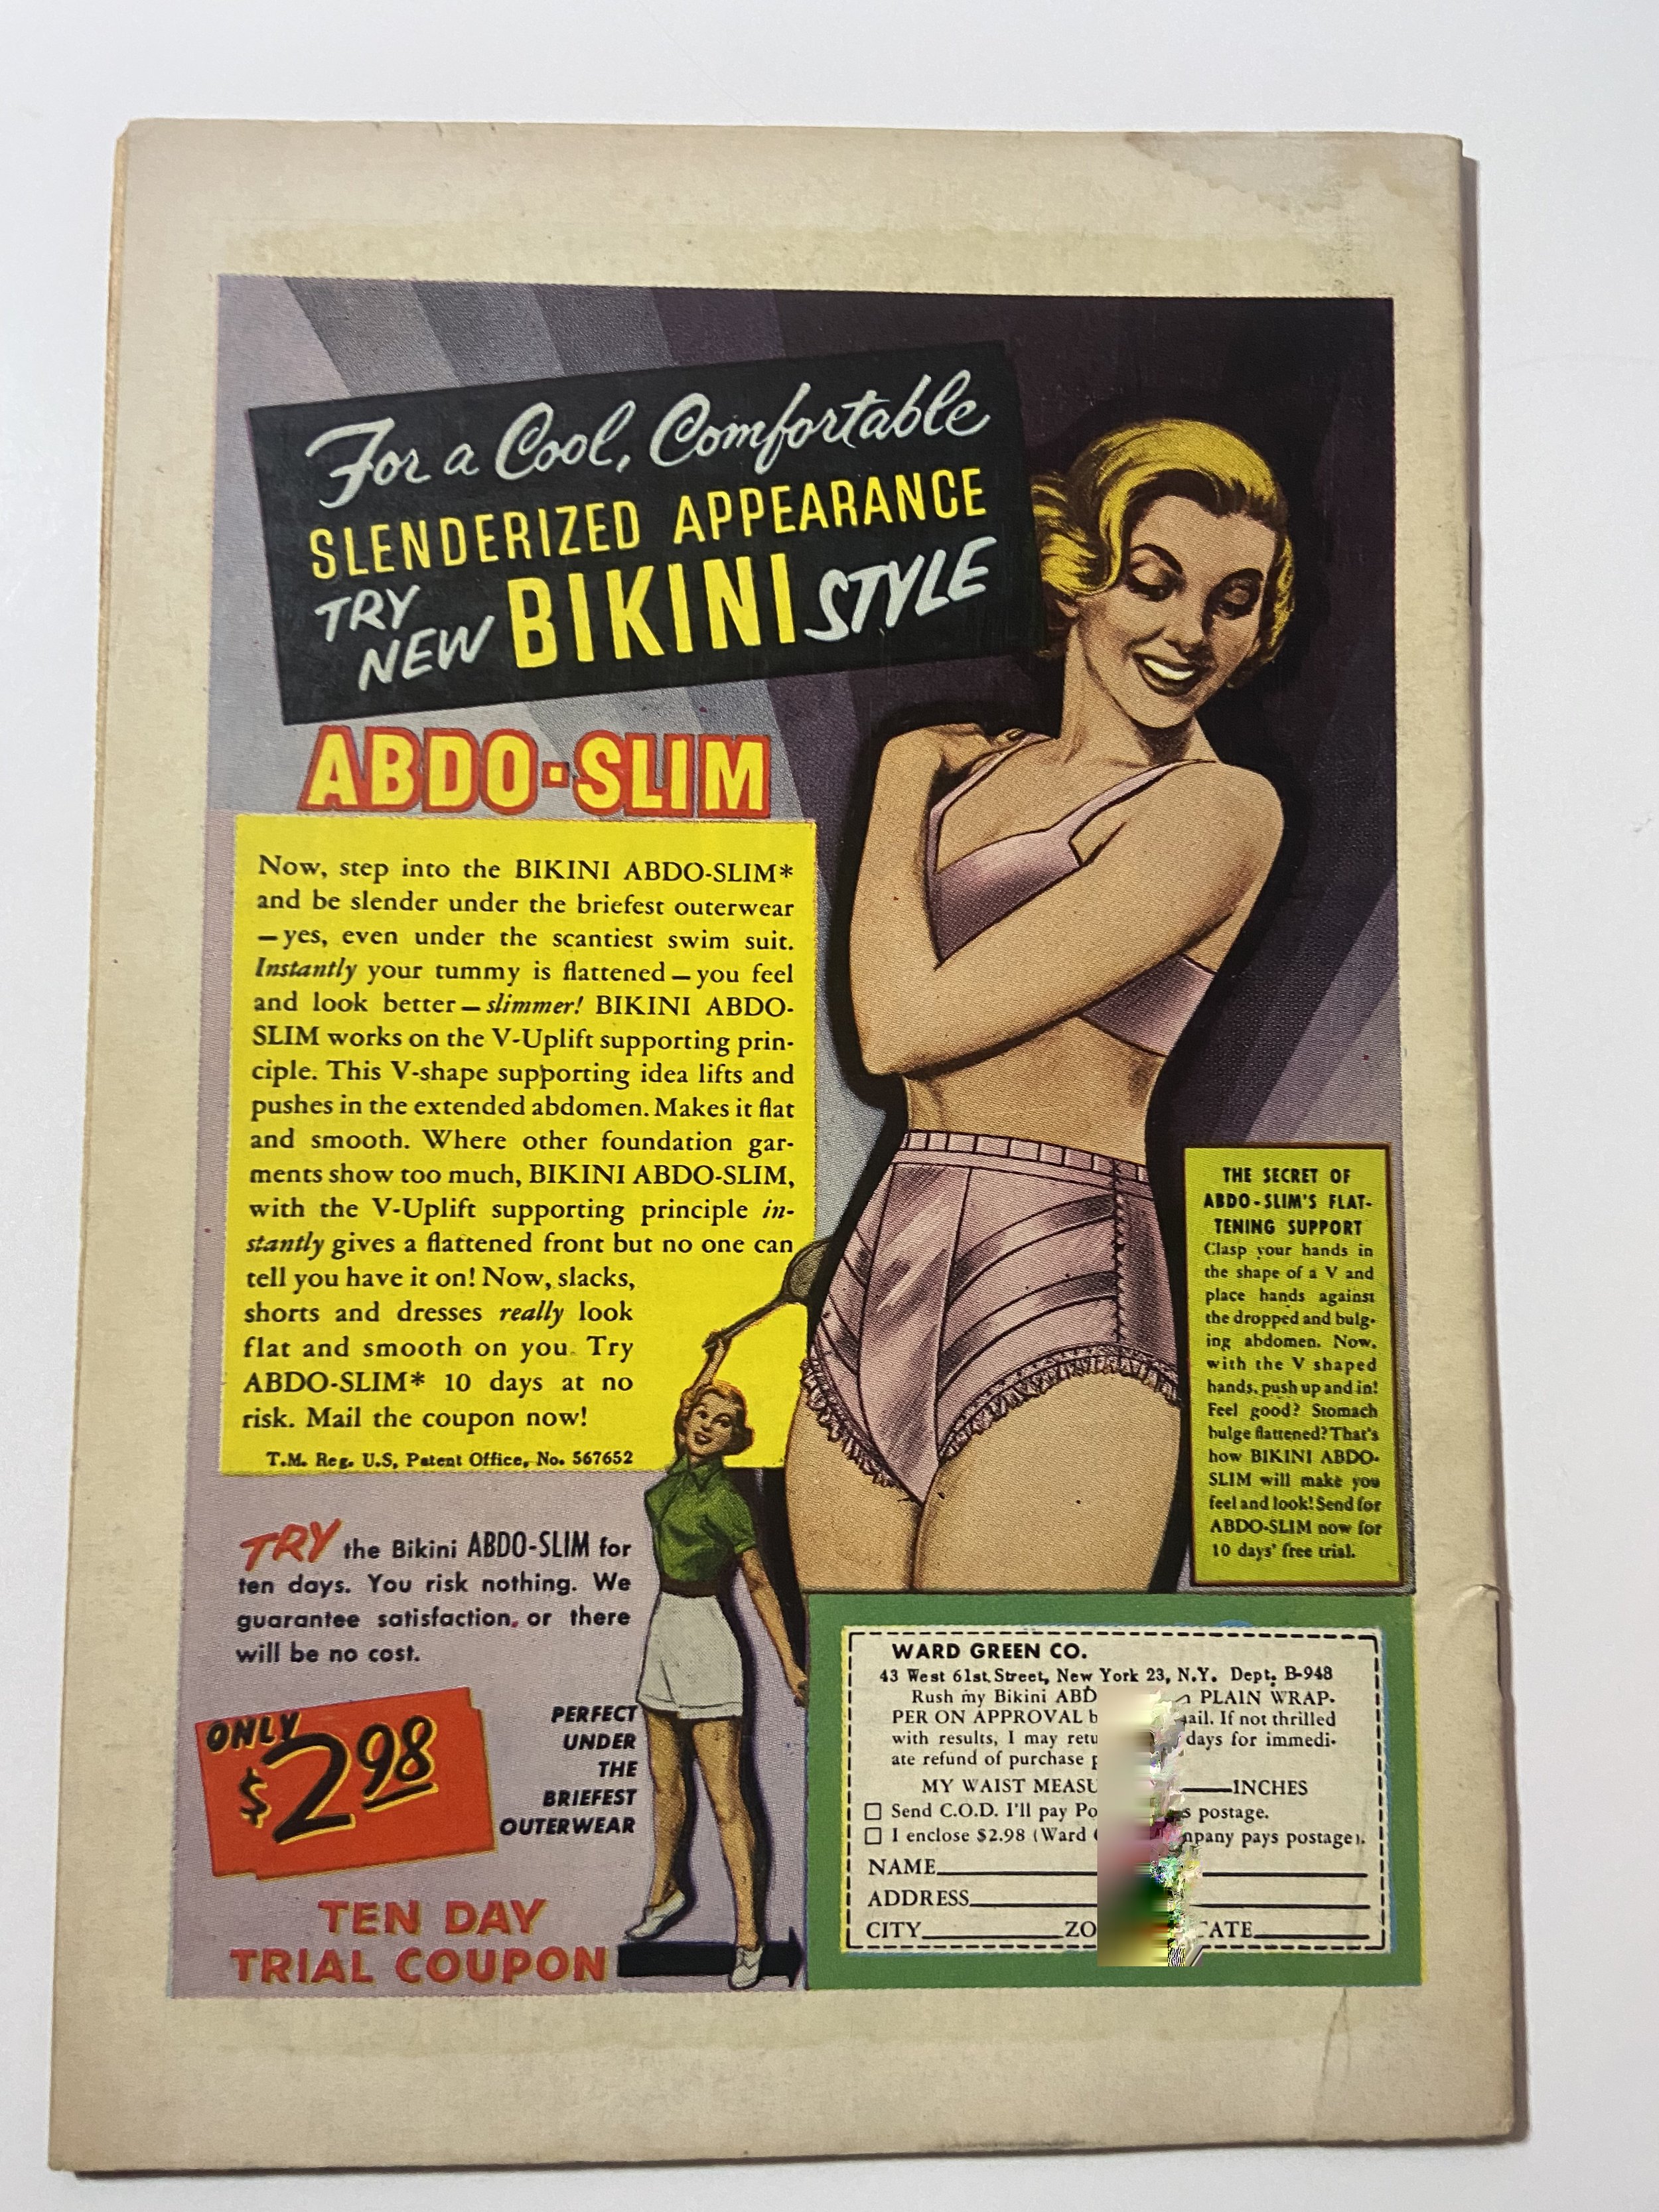 For a Cool, Comfortable
SLENDERIZED APPEARANCE
TRY
NEW BIKINI STYLE
ABDO-SLIM
Now, step into the BIKINI ABDO-SLIM*
and be slender under the briefest outerwear
—yes, even under the scantiest swim suit.
Instantly your tummy is flattened—you feel
and look better—slimmer! BIKINI ABDO-
SLIM works on the V-Uplift supporting prin-
ciple. This V-shape supporting idea lifts and
pushes in the extended abdomen. Makes it flat
and smooth. Where other foundation gar-
ments show too much, BIKINI ABDO-SLIM,
with the V-Uplift supporting principle in-
stantly gives a flattened front but no one can
tell you have it on! Now, slacks,
shorts and dresses really look
flat and smooth on you. Try
ABDO-SLIM* 10 days at no
risk. Mail the coupon now!
T.M. Reg. U.S, Patent Office, No. 567652
THE SECRET OF
ABDO-SLIM'S FLAT-
TENING SUPPORT
Clasp your hands in
the shape of a V and
place hands against
the dropped and bulg-
ing abdomen. Now,
with the V shaped
hands, push up and in!
Feel good? Stomach
bulge flattened? That's
how BIKINI ABDO-
SLIM will make you
feel and look! Send for
ABDO-SLIM now for
10 days' free trial.
TRY the Bikini ABDO-SLIM for
ten days. You risk nothing. We
guarantee satisfaction, or there
will be no cost.
ONLY
$2.98
PERFECT
UNDER
THE
BRIEFEST
OUTERWEAR
TEN DAY
TRIAL COUPON
WARD GREEN CO.
43 West 61st Street, New York 23, N.Y. Dept. B-948
Rush my Bikini PLAIN WRAP-
PER ON APPROVAL If not thrilled
with results, I may days for immedi-
ate refund of purchase
MY WAIST INCHES
Send C.O.D. I'll pay postage.
I enclose $2.98 (Ward pays postage).
NAME
ADDRESS
CITY